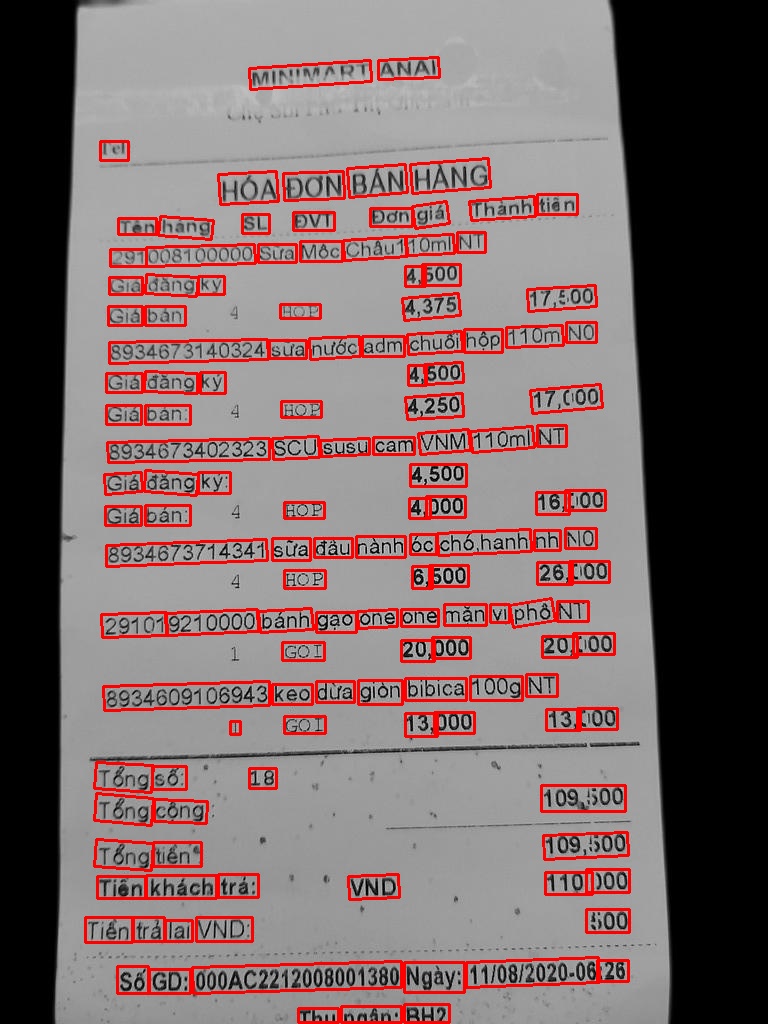 MINIMART ANAI
Tel
HÓA ĐƠN BÁN HÀNG
Tên hàng SL ĐVT Đơn giá Thành tiền
291008100000 Sữa Mộc Châu110ml NT
Giá đăng ký 4,500
Giá bán 4 HOP 4,375 17,500
8934673140324 sữa nước adm chuối hộp 110m N0
Giá đăng ký 4,500
Giá bán: 4 HOP 4,250 17,000
8934673402323 SCU susu cam VNM 110ml NT
Giá đăng ký: 4,500
Giá bán: 4 HOP 4,000 16,000
8934673714341 sữa đâu nành óc chó,hanh nh N0
4 HOP 6,500 26,000
291019210000 bánh gạo one one mặn vi phô NT
1 GOI 20,000 20,000
8934609106943 keo dừa giòn bibica 100g NT
GOI 13,000 13,000
Tổng số: 18
Tổng cộng : 109,500
Tổng tiền 109,500
Tiền khách trả: VND 110,000
Tiền trả lai VND: 500
Số GD: 000AC2212008001380 Ngày: 11/08/2020-06:26
Thu ngân: BH2